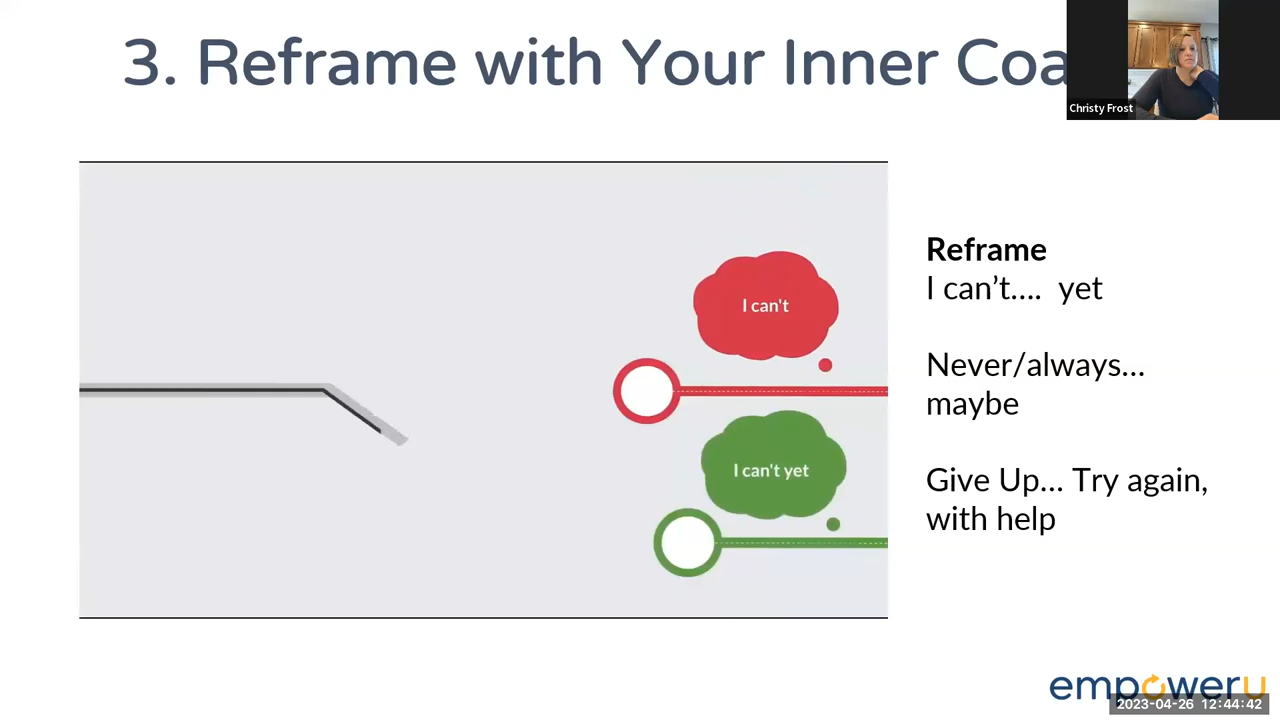 3. Reframe with Your Inner Coa
Christy Frost
I can't
I can't yet
Reframe
I can’t.... yet
Never/always...
maybe
Give Up... Try again,
with help
empoweru
2023-04-26 12:44:42